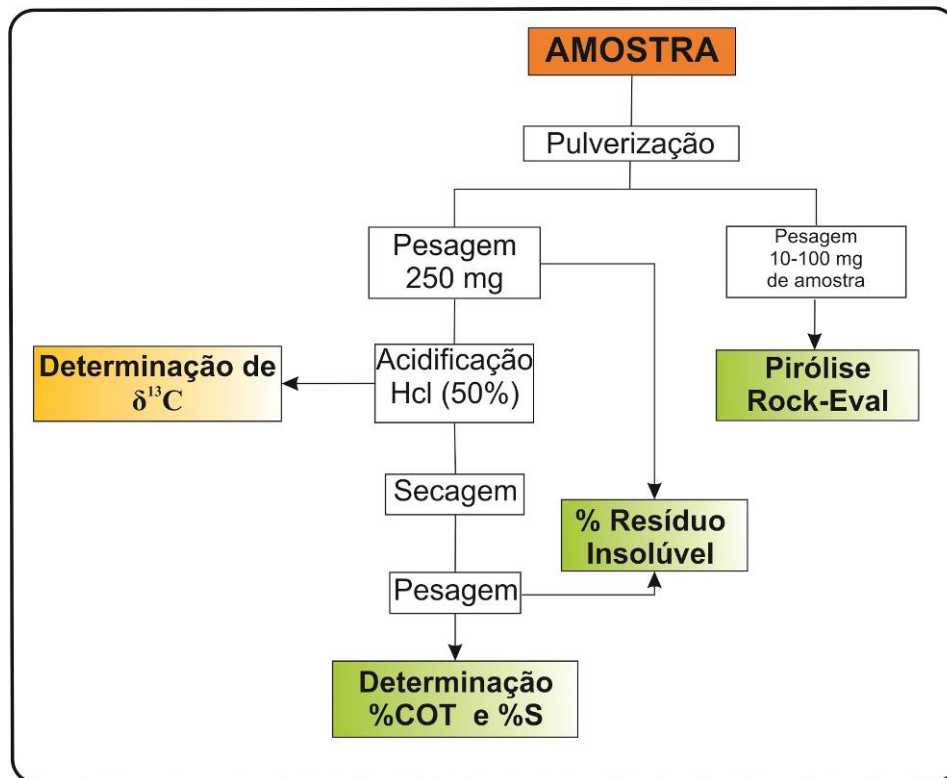 AMOSTRA
Pulverização
Pesagem
250 mg
Pesagem
10-100 mg
de amostra
Determinação de
δ¹³C
Acidificação
Hcl (50%)
Pirólise
Rock-Eval
Secagem
% Resíduo
Insolúvel
Pesagem
Determinação
%COT e %S